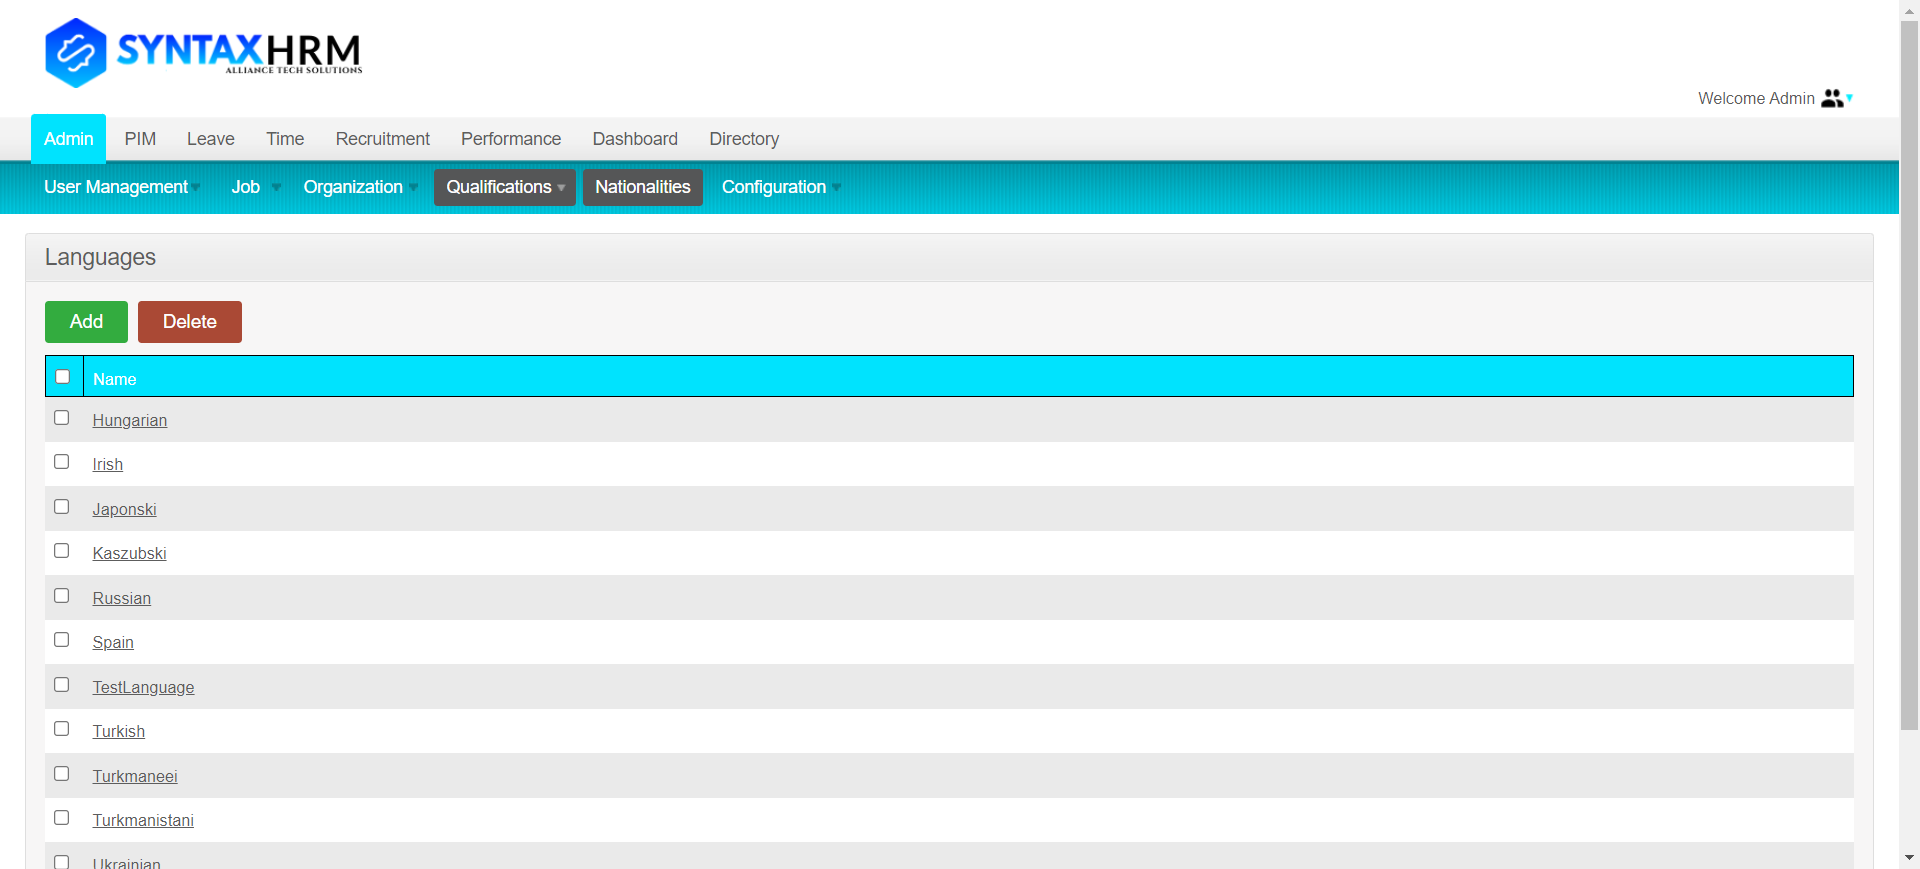 SYNTAXHRM
ALLIANCE TECH SOLUTIONS
Welcome Admin
Admin PIM Leave Time Recruitment Performance Dashboard Directory
User Management Job Organization Qualifications Nationalities Configuration
Languages
Add Delete
Name
Hungarian
Irish
Japonski
Kaszubski
Russian
Spain
TestLanguage
Turkish
Turkmaneei
Turkmanistani
Ukrainian